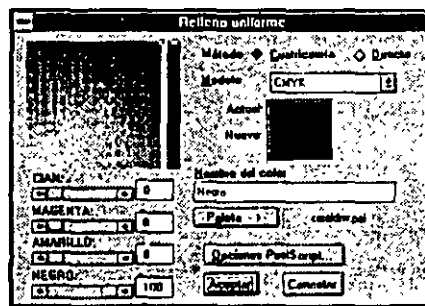 Relleno uniforme
Método: Cuatricromía Directo
Modelo: CMYK
Actual
Nuevo
Nombre del color
Negro
CIAN: 0
MAGENTA: 0
AMARILLO: 0
NEGRO: 100
Paleta
coreldrw.pal
Opciones PostScript...
Aceptar
Cancelar